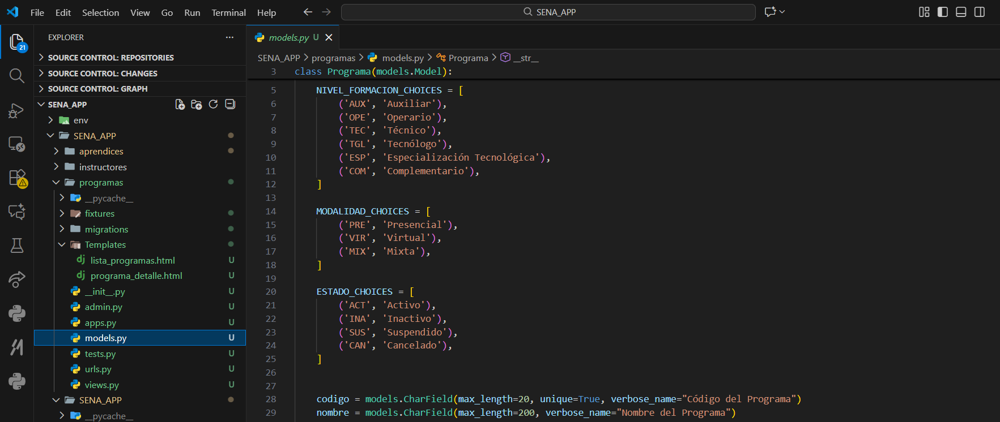 File Edit Selection View Go Run Terminal Help SENA_APP
EXPLORER ...
21
SOURCE CONTROL: REPOSITORIES
SOURCE CONTROL: CHANGES
SOURCE CONTROL: GRAPH
SENA_APP
env
SENA_APP
aprendices
instructores
programas
__pycache__
fixtures
migrations
Templates
lista_programas.html U
programa_detalle.html U
__init__.py U
admin.py U
apps.py U
models.py U
tests.py U
urls.py U
views.py U
SENA_APP
__pycache__
models.py U
SENA_APP > programas > models.py > Programa > __str__
3 class Programa(models.Model):
5 NIVEL_FORMACION_CHOICES = [
6 ('AUX', 'Auxiliar'),
7 ('OPE', 'Operario'),
8 ('TEC', 'Técnico'),
9 ('TGL', 'Tecnólogo'),
10 ('ESP', 'Especialización Tecnológica'),
11 ('COM', 'Complementario'),
12 ]
13
14 MODALIDAD_CHOICES = [
15 ('PRE', 'Presencial'),
16 ('VIR', 'Virtual'),
17 ('MIX', 'Mixta'),
18 ]
19
20 ESTADO_CHOICES = [
21 ('ACT', 'Activo'),
22 ('INA', 'Inactivo'),
23 ('SUS', 'Suspendido'),
24 ('CAN', 'Cancelado'),
25 ]
26
27
28 codigo = models.CharField(max_length=20, unique=True, verbose_name="Código del Programa")
29 nombre = models.CharField(max_length=200, verbose_name="Nombre del Programa")